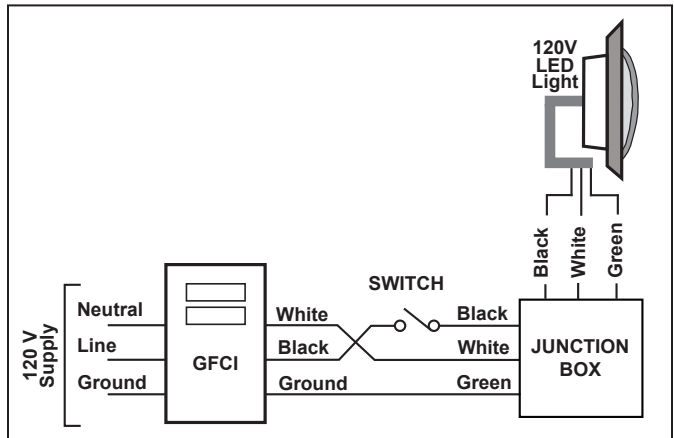 120V
LED
Light
Black
White
Green
SWITCH
120 V
Supply
Neutral
Line
Ground
GFCI
White
Black
Ground
Black
White
Green
JUNCTION
BOX